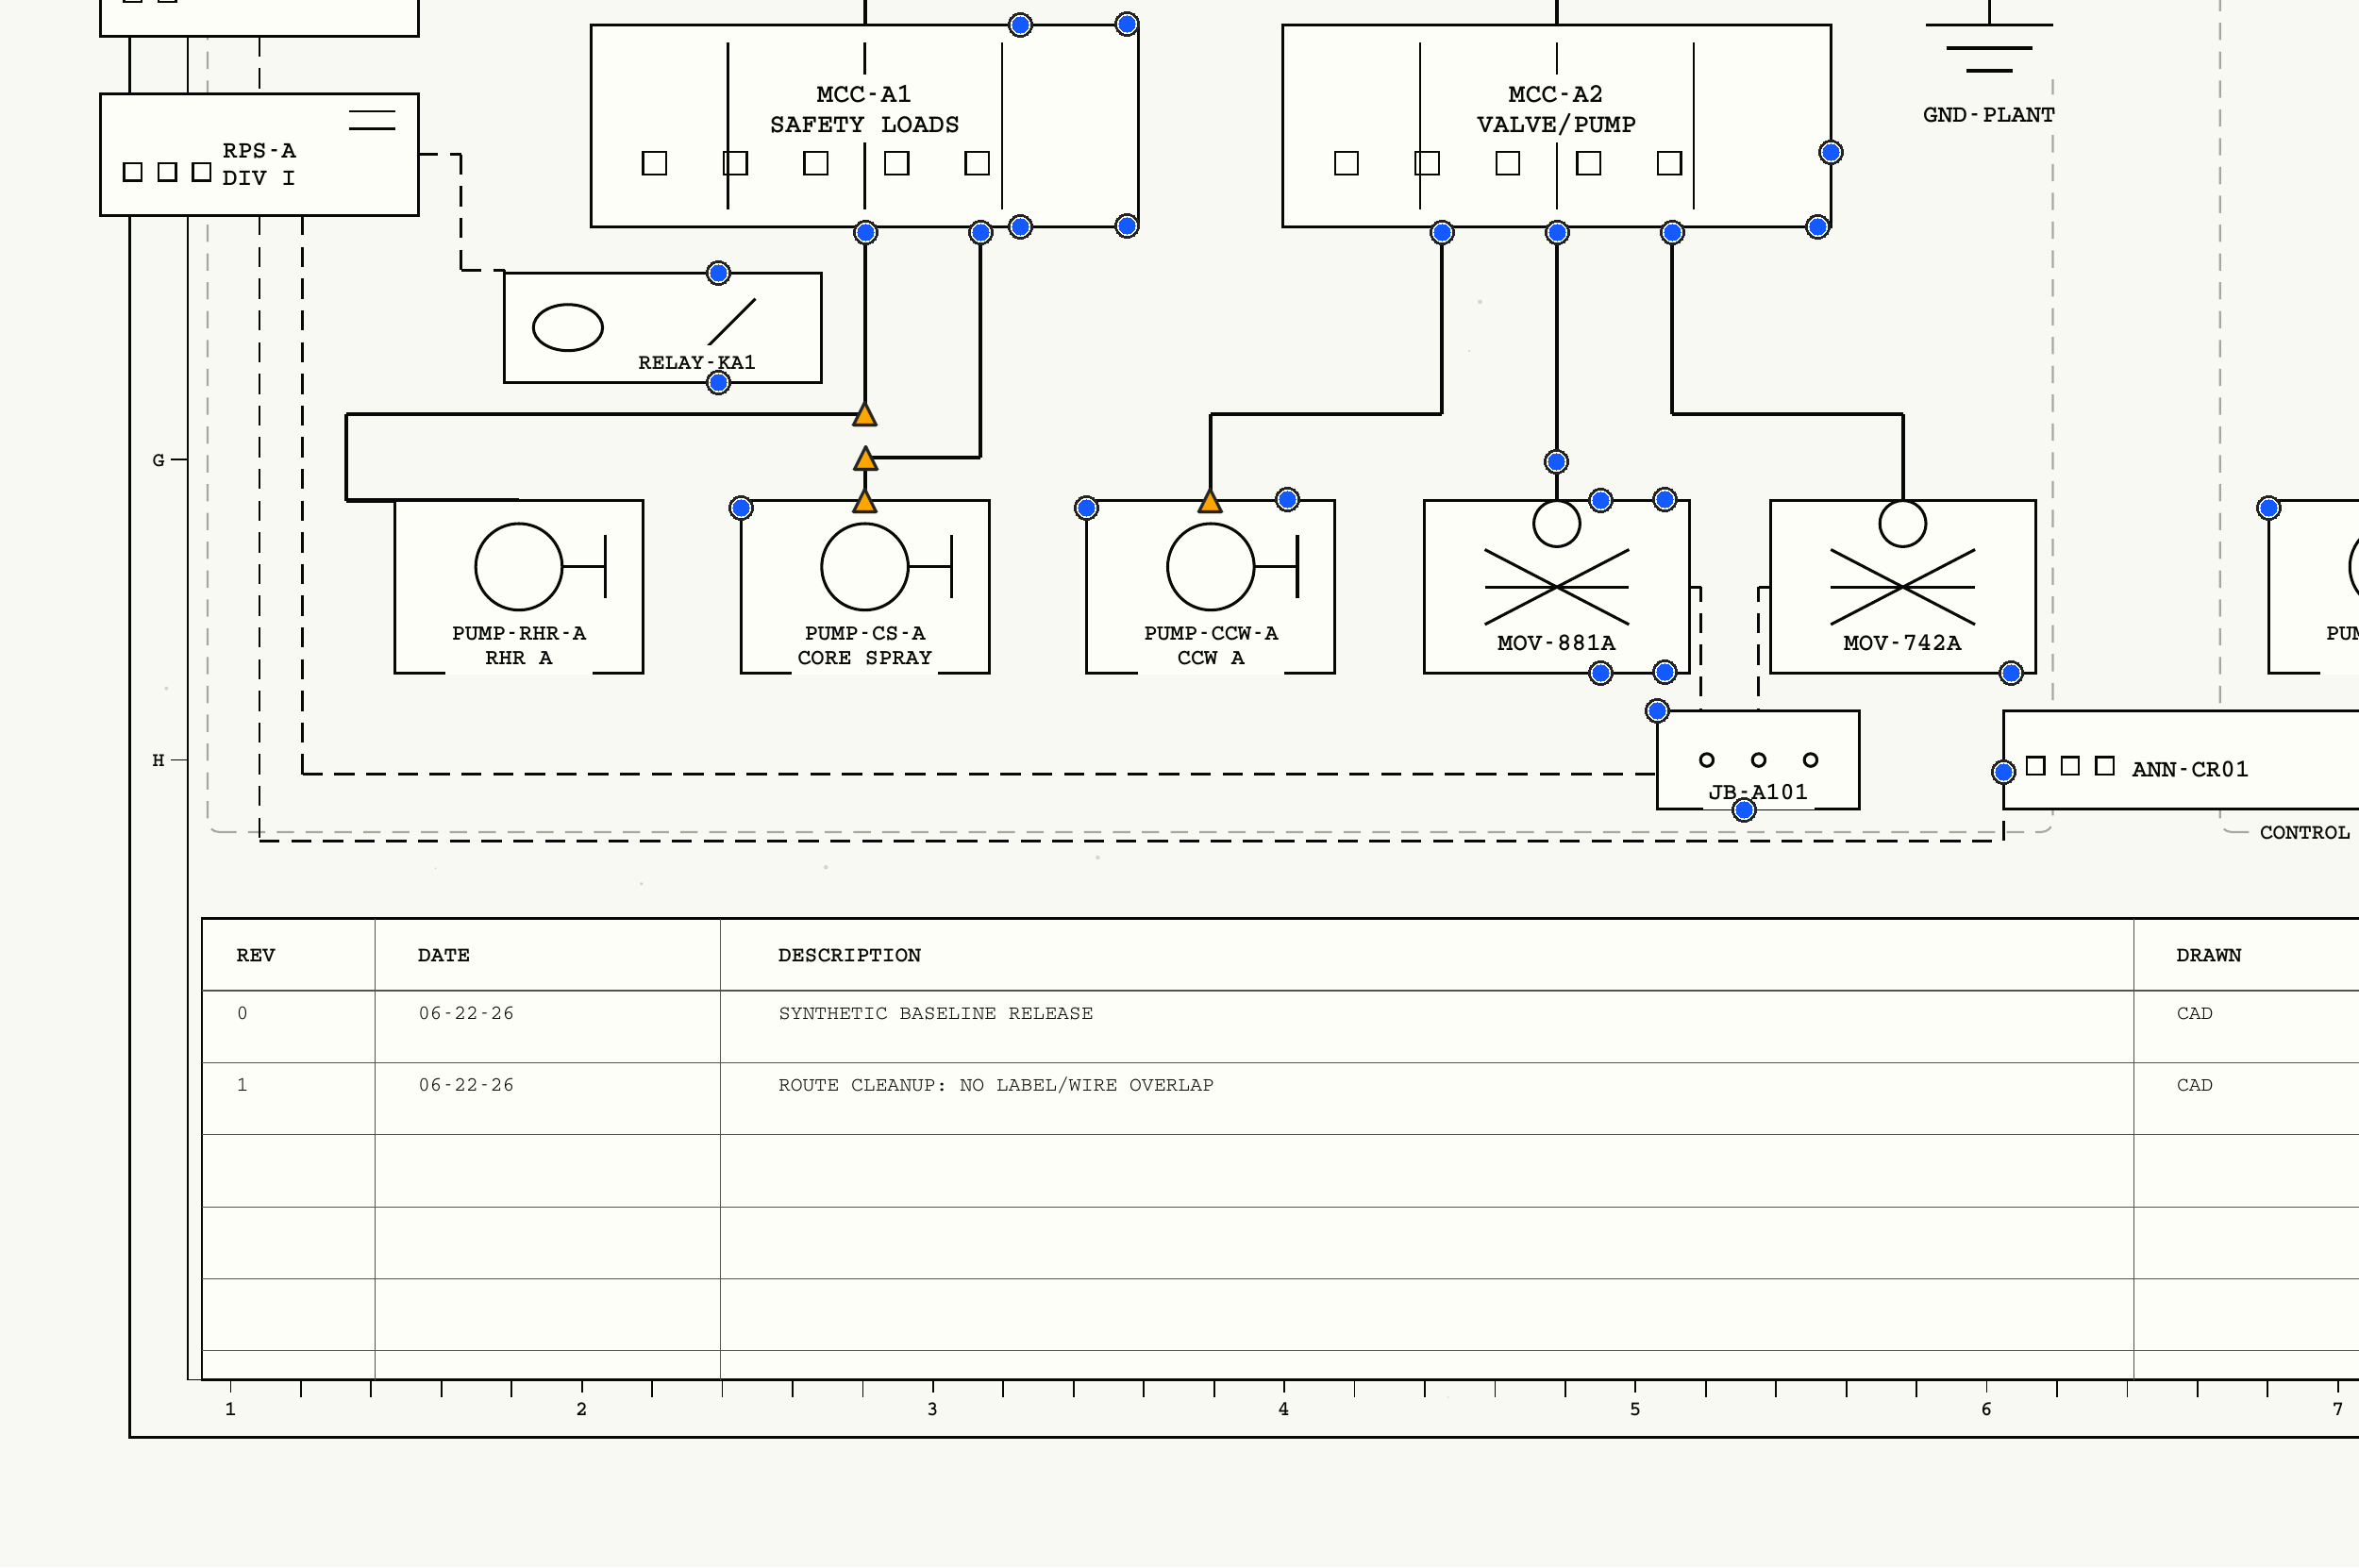 MCC-A1
SAFETY LOADS
MCC-A2
VALVE/PUMP
GND-PLANT
RPS-A
DIV I
RELAY-KA1
G
PUMP-RHR-A
RHR A
PUMP-CS-A
CORE SPRAY
PUMP-CCW-A
CCW A
MOV-881A
MOV-742A
PUM
H
JB-A101
ANN-CR01
CONTROL
REV DATE DESCRIPTION DRAWN
0 06-22-26 SYNTHETIC BASELINE RELEASE CAD
1 06-22-26 ROUTE CLEANUP: NO LABEL/WIRE OVERLAP CAD
1 2 3 4 5 6 7